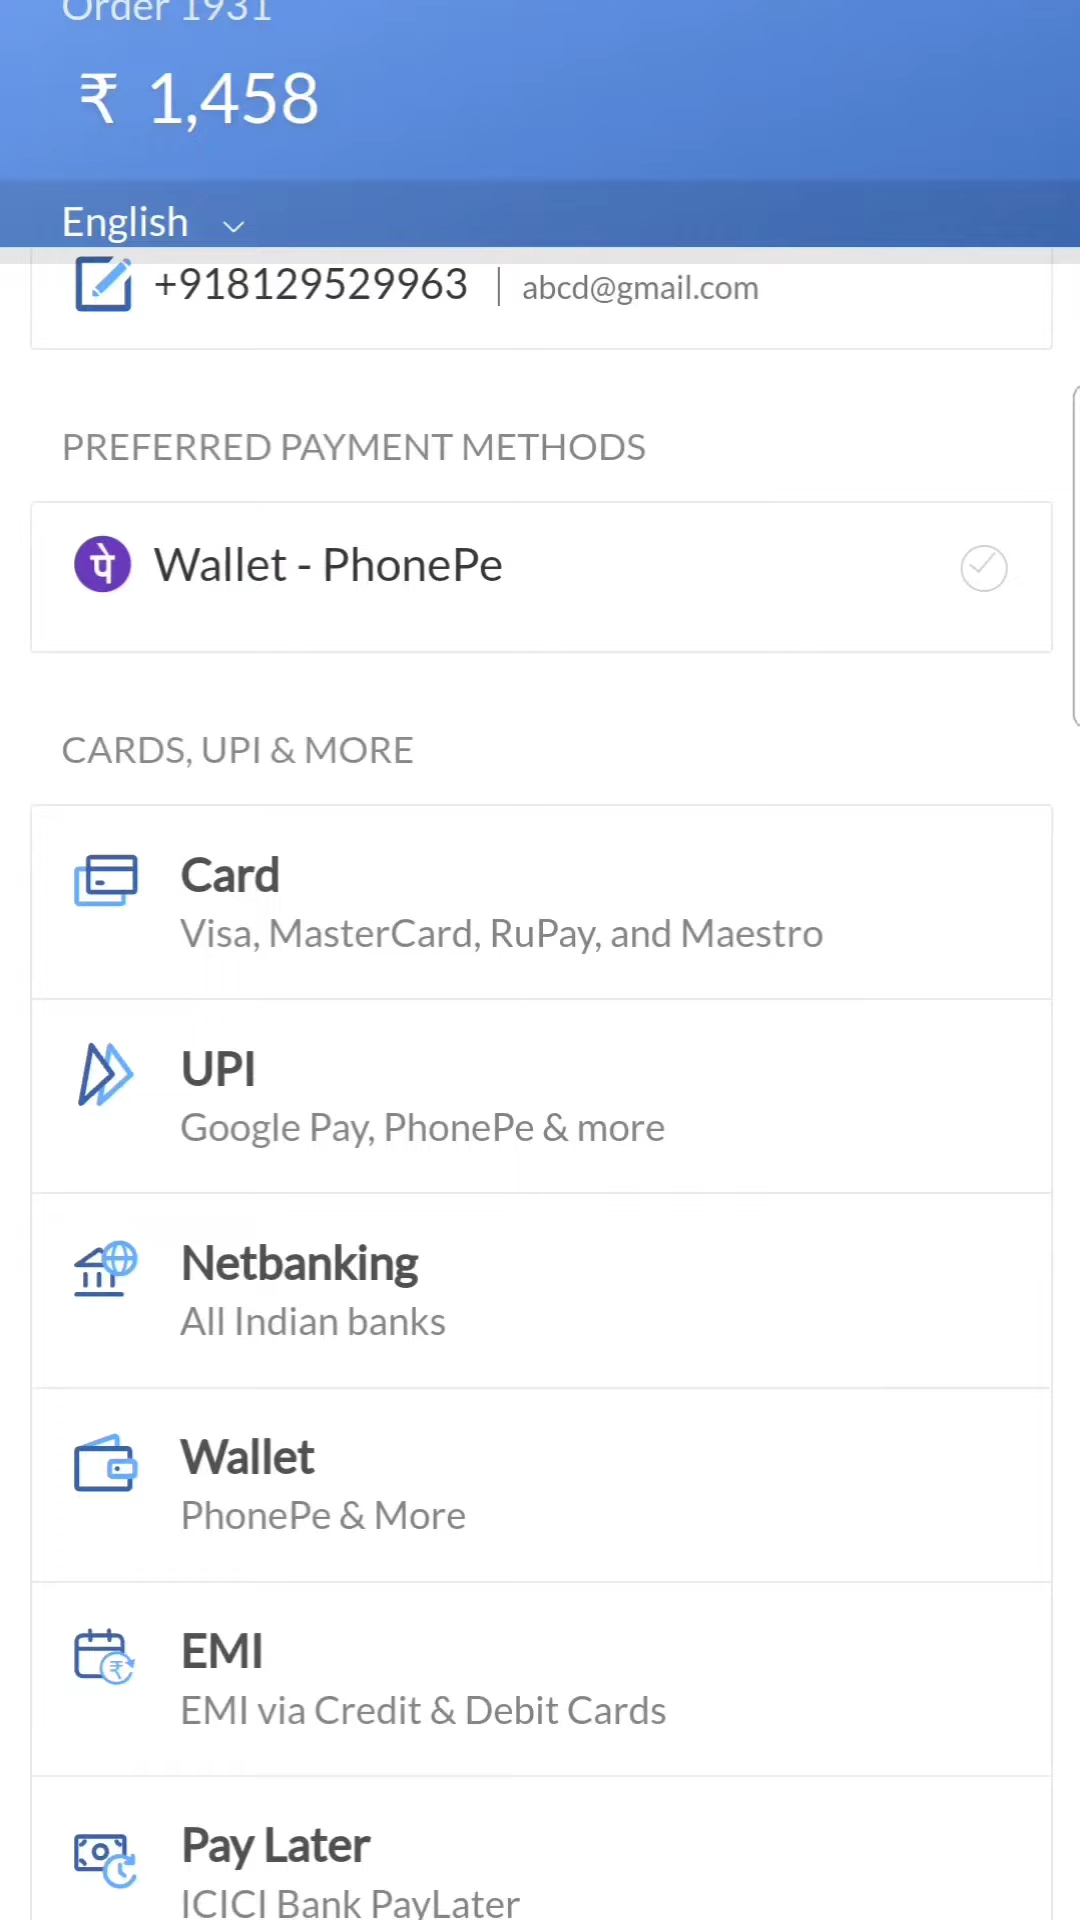 Order 1931
₹ 1,458
English
+918129529963 | abcd@gmail.com
PREFERRED PAYMENT METHODS
पे Wallet - PhonePe
CARDS, UPI & MORE
Card
Visa, MasterCard, RuPay, and Maestro
UPI
Google Pay, PhonePe & more
Netbanking
All Indian banks
Wallet
PhonePe & More
EMI
EMI via Credit & Debit Cards
Pay Later
ICICI Bank PayLater